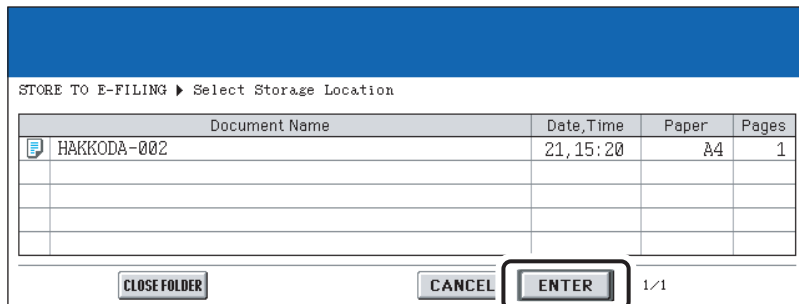 STORE TO E-FILING ▶ Select Storage Location
Document Name Date,Time Paper Pages
HAKKODA-002 21,15:20 A4 1
CLOSE FOLDER CANCEL ENTER 1/1